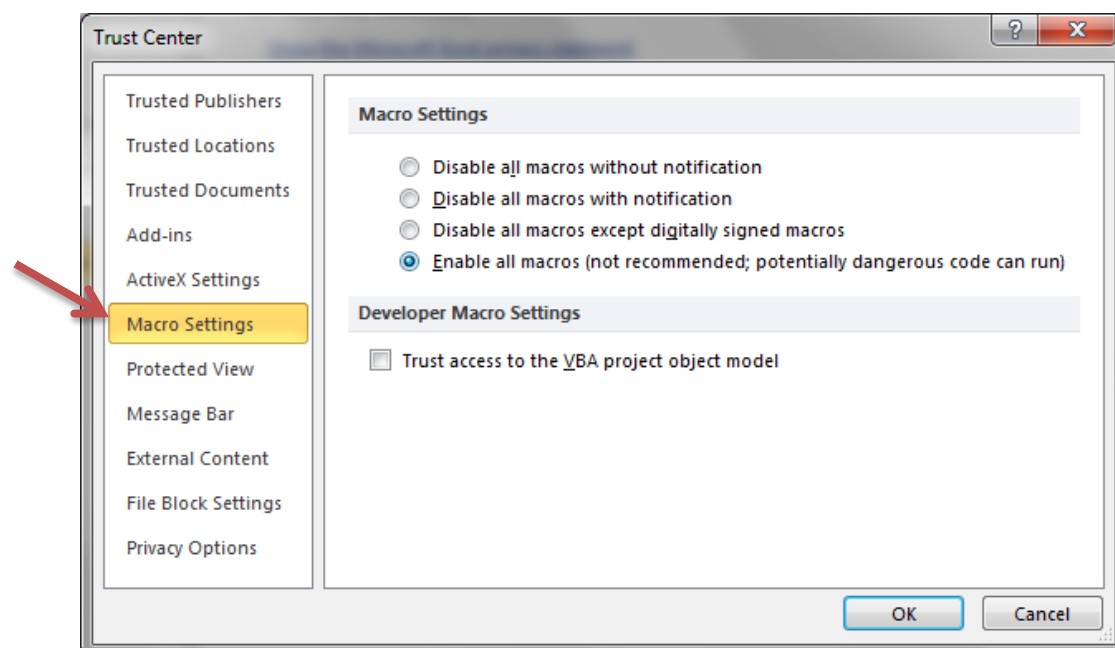 Trust Center
?
X
Trusted Publishers
Trusted Locations
Trusted Documents
Add-ins
ActiveX Settings
Macro Settings
Protected View
Message Bar
External Content
File Block Settings
Privacy Options
Macro Settings
Disable all macros without notification
Disable all macros with notification
Disable all macros except digitally signed macros
Enable all macros (not recommended; potentially dangerous code can run)
Developer Macro Settings
Trust access to the VBA project object model
OK
Cancel